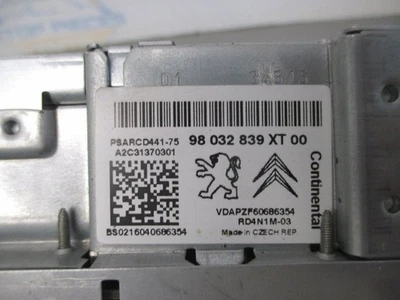 PSARCD441-75
A2C31370301
98 032 839 XT 00
Continental
VDAPZF60686354
RD4N1M-03
BS0216040686354
Made in CZECH REP